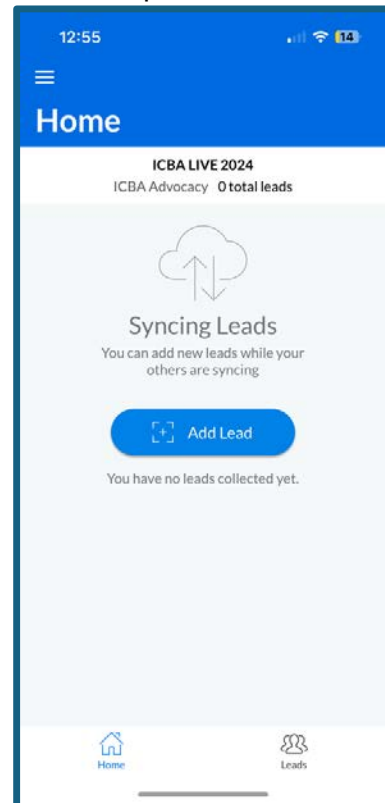 12:55
14
Home
ICBA LIVE 2024
ICBA Advocacy 0 total leads
Syncing Leads
You can add new leads while your
others are syncing
[+] Add Lead
You have no leads collected yet.
Home
Leads